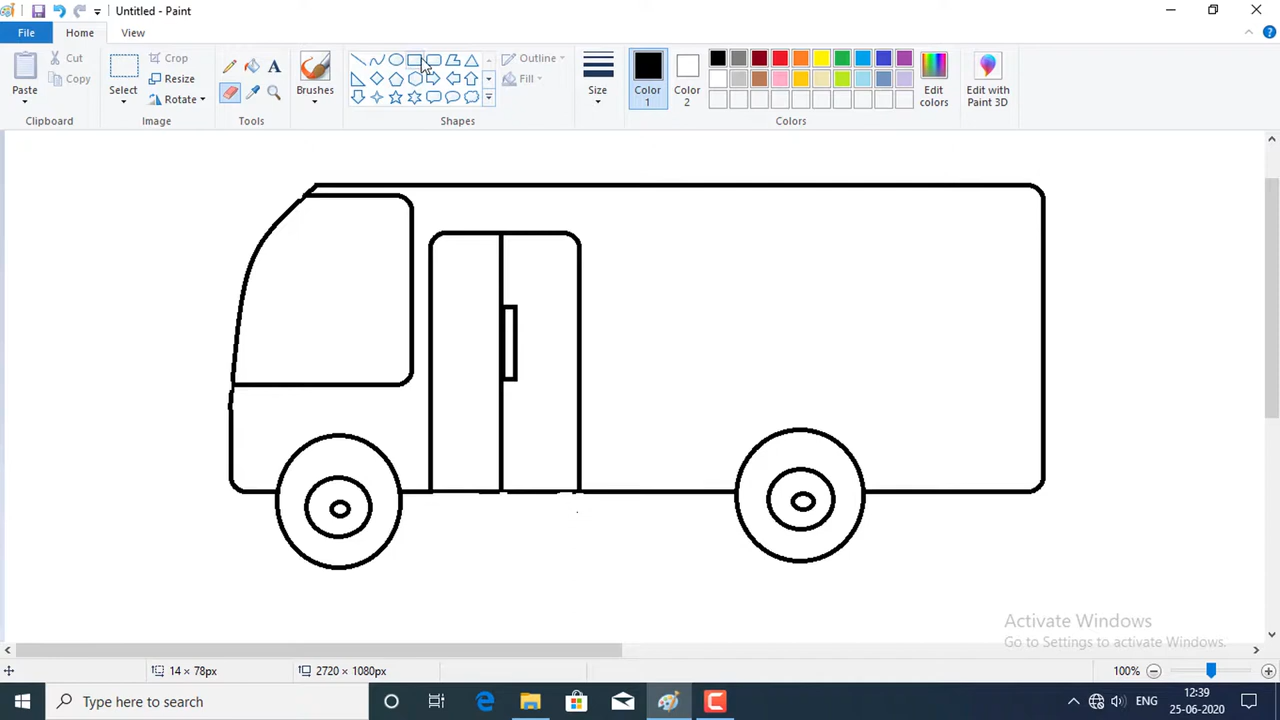 Untitled - Paint
File
Home
View
Paste
Cut
Copy
Clipboard
Select
Crop
Resize
Rotate
Image
Tools
Brushes
Shapes
Outline
Fill
Size
Color 1
Color 2
Edit colors
Colors
Edit with Paint 3D
Activate Windows
Go to Settings to activate Windows.
14 × 78px
2720 × 1080px
100%
Type here to search
ENG
12:39
25-06-2020